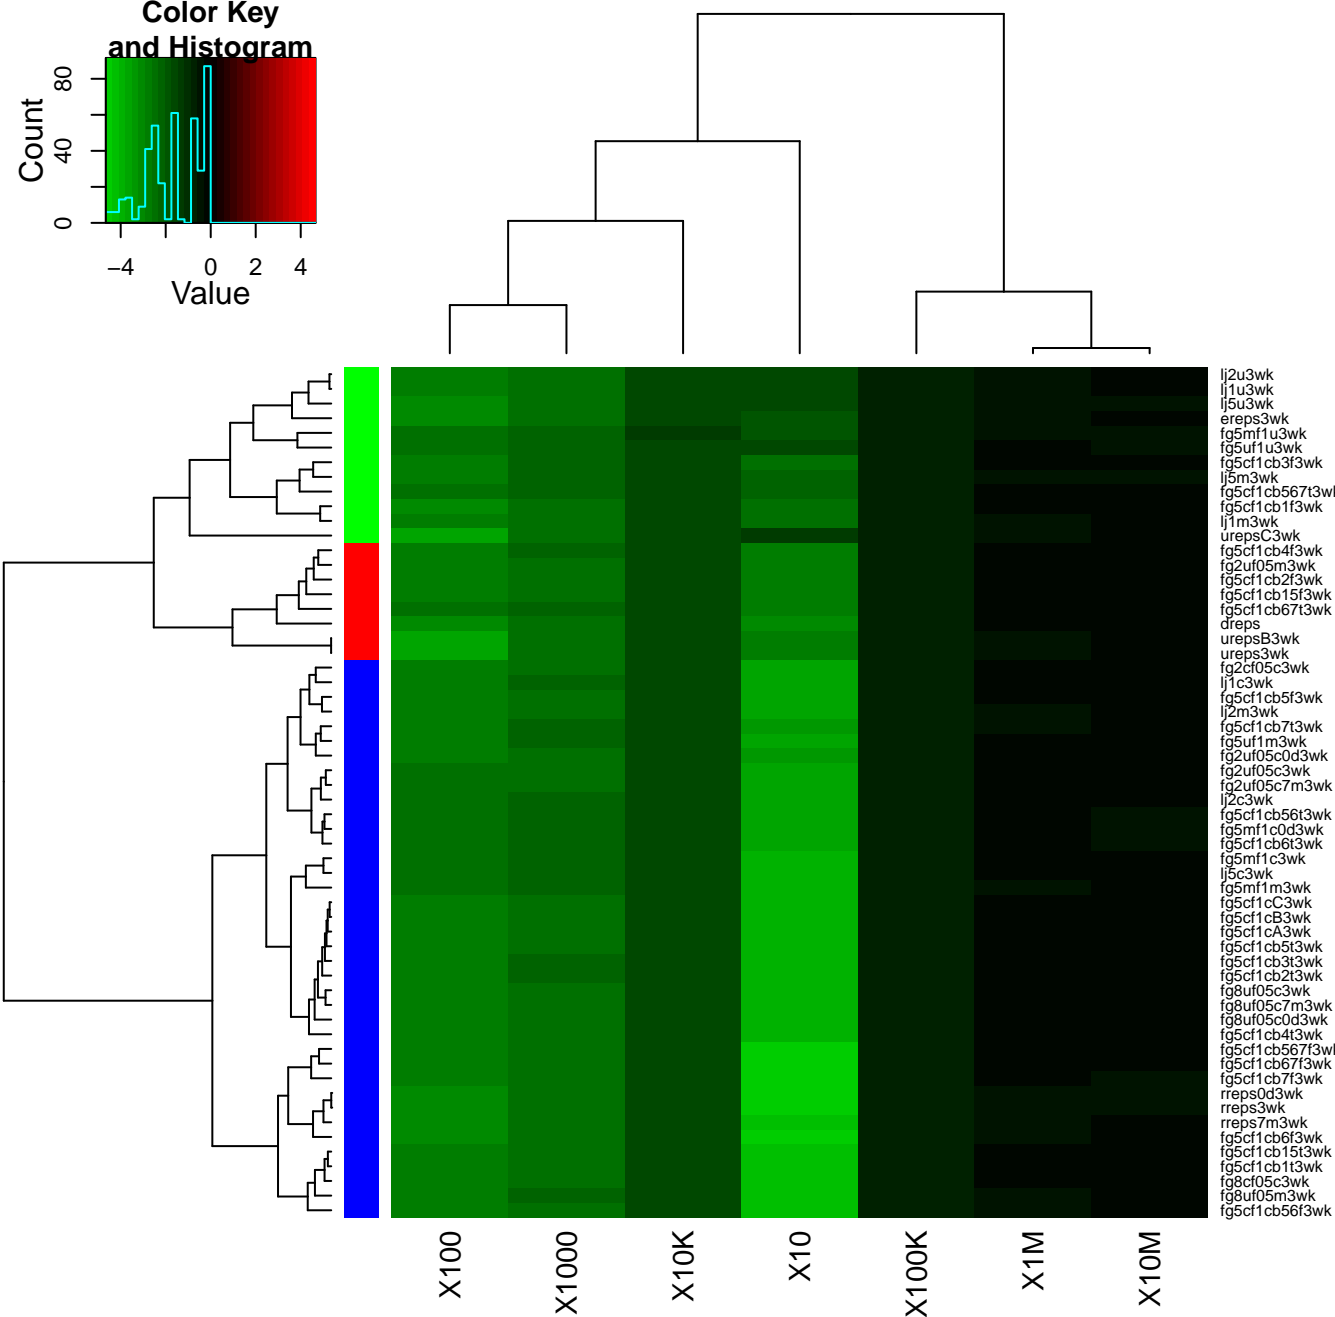 Color Key
and Histogram
Count
0
40
80
−4
0
2
4
Value
lj2u3wk
lj1u3wk
lj5u3wk
ereps3wk
fg5mf1u3wk
fg5uf1u3wk
fg5cf1cb3f3wk
lj5m3wk
fg5cf1cb567t3wl
fg5cf1cb1f3wk
lj1m3wk
urepsC3wk
fg5cf1cb4f3wk
fg2uf05m3wk
fg5cf1cb2f3wk
fg5cf1cb15f3wk
fg5cf1cb67t3wk
dreps
urepsB3wk
ureps3wk
fg2cf05c3wk
lj1c3wk
fg5cf1cb5f3wk
lj2m3wk
fg5cf1cb7t3wk
fg5uf1m3wk
fg2uf05c0d3wk
fg2uf05c3wk
fg2uf05c7m3wk
lj2c3wk
fg5cf1cb56t3wk
fg5mf1c0d3wk
fg5cf1cb6t3wk
fg5mf1c3wk
lj5c3wk
fg5mf1m3wk
fg5cf1cC3wk
fg5cf1cB3wk
fg5cf1cA3wk
fg5cf1cb5t3wk
fg5cf1cb3t3wk
fg5cf1cb2t3wk
fg8uf05c3wk
fg8uf05c7m3wk
fg8uf05c0d3wk
fg5cf1cb4t3wk
fg5cf1cb567f3wl
fg5cf1cb67f3wk
fg5cf1cb7f3wk
rreps0d3wk
rreps3wk
rreps7m3wk
fg5cf1cb6f3wk
fg5cf1cb15t3wk
fg5cf1cb1t3wk
fg8cf05c3wk
fg8uf05m3wk
fg5cf1cb56f3wk
X100
X1000
X10K
X10
X100K
X1M
X10M